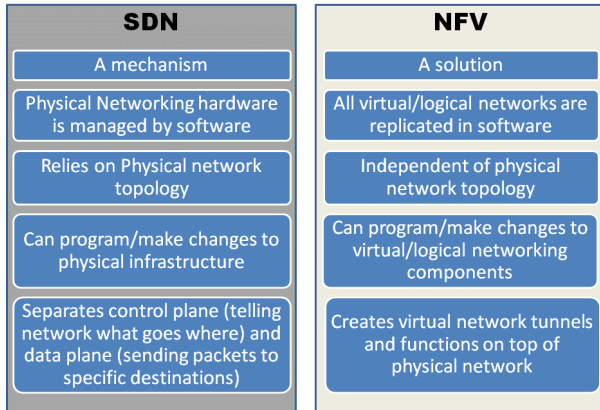 SDN
A mechanism
Physical Networking hardware
is managed by software
Relies on Physical network
topology
Can program/make changes to
physical infrastructure
Separates control plane (telling
network what goes where) and
data plane (sending packets to
specific destinations)
NFV
A solution
All virtual/logical networks are
replicated in software
Independent of physical
network topology
Can program/make changes to
virtual/logical networking
components
Creates virtual network tunnels
and functions on top of
physical network